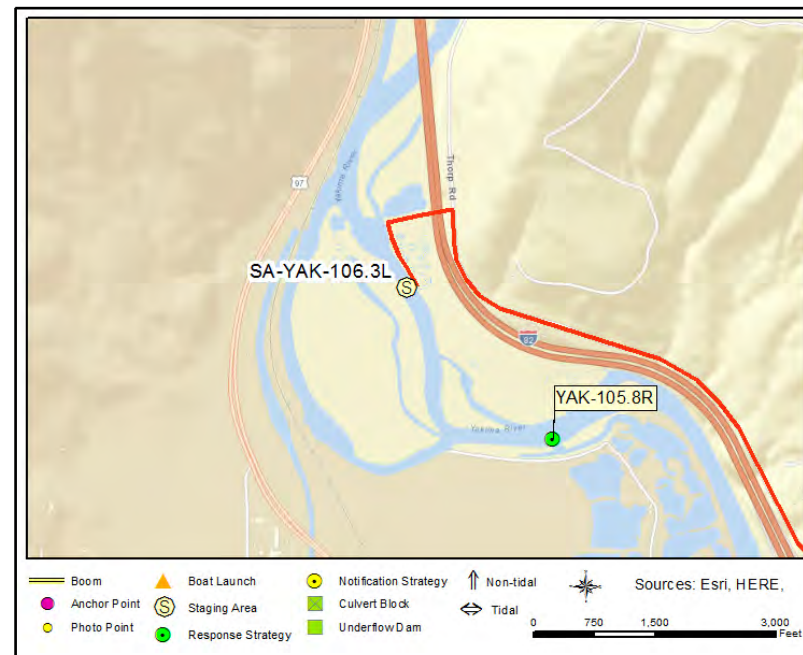 Yakima River
97
Thorp Rd
SA-YAK-106.3L
S
82
YAK-105.8R
Yakima River
Boom
Boat Launch
Notification Strategy
Non-tidal
Sources: Esri, HERE,
Anchor Point
S
Staging Area
Culvert Block
Tidal
Photo Point
Response Strategy
Underflow Dam
0 750 1,500 3,000
Feet